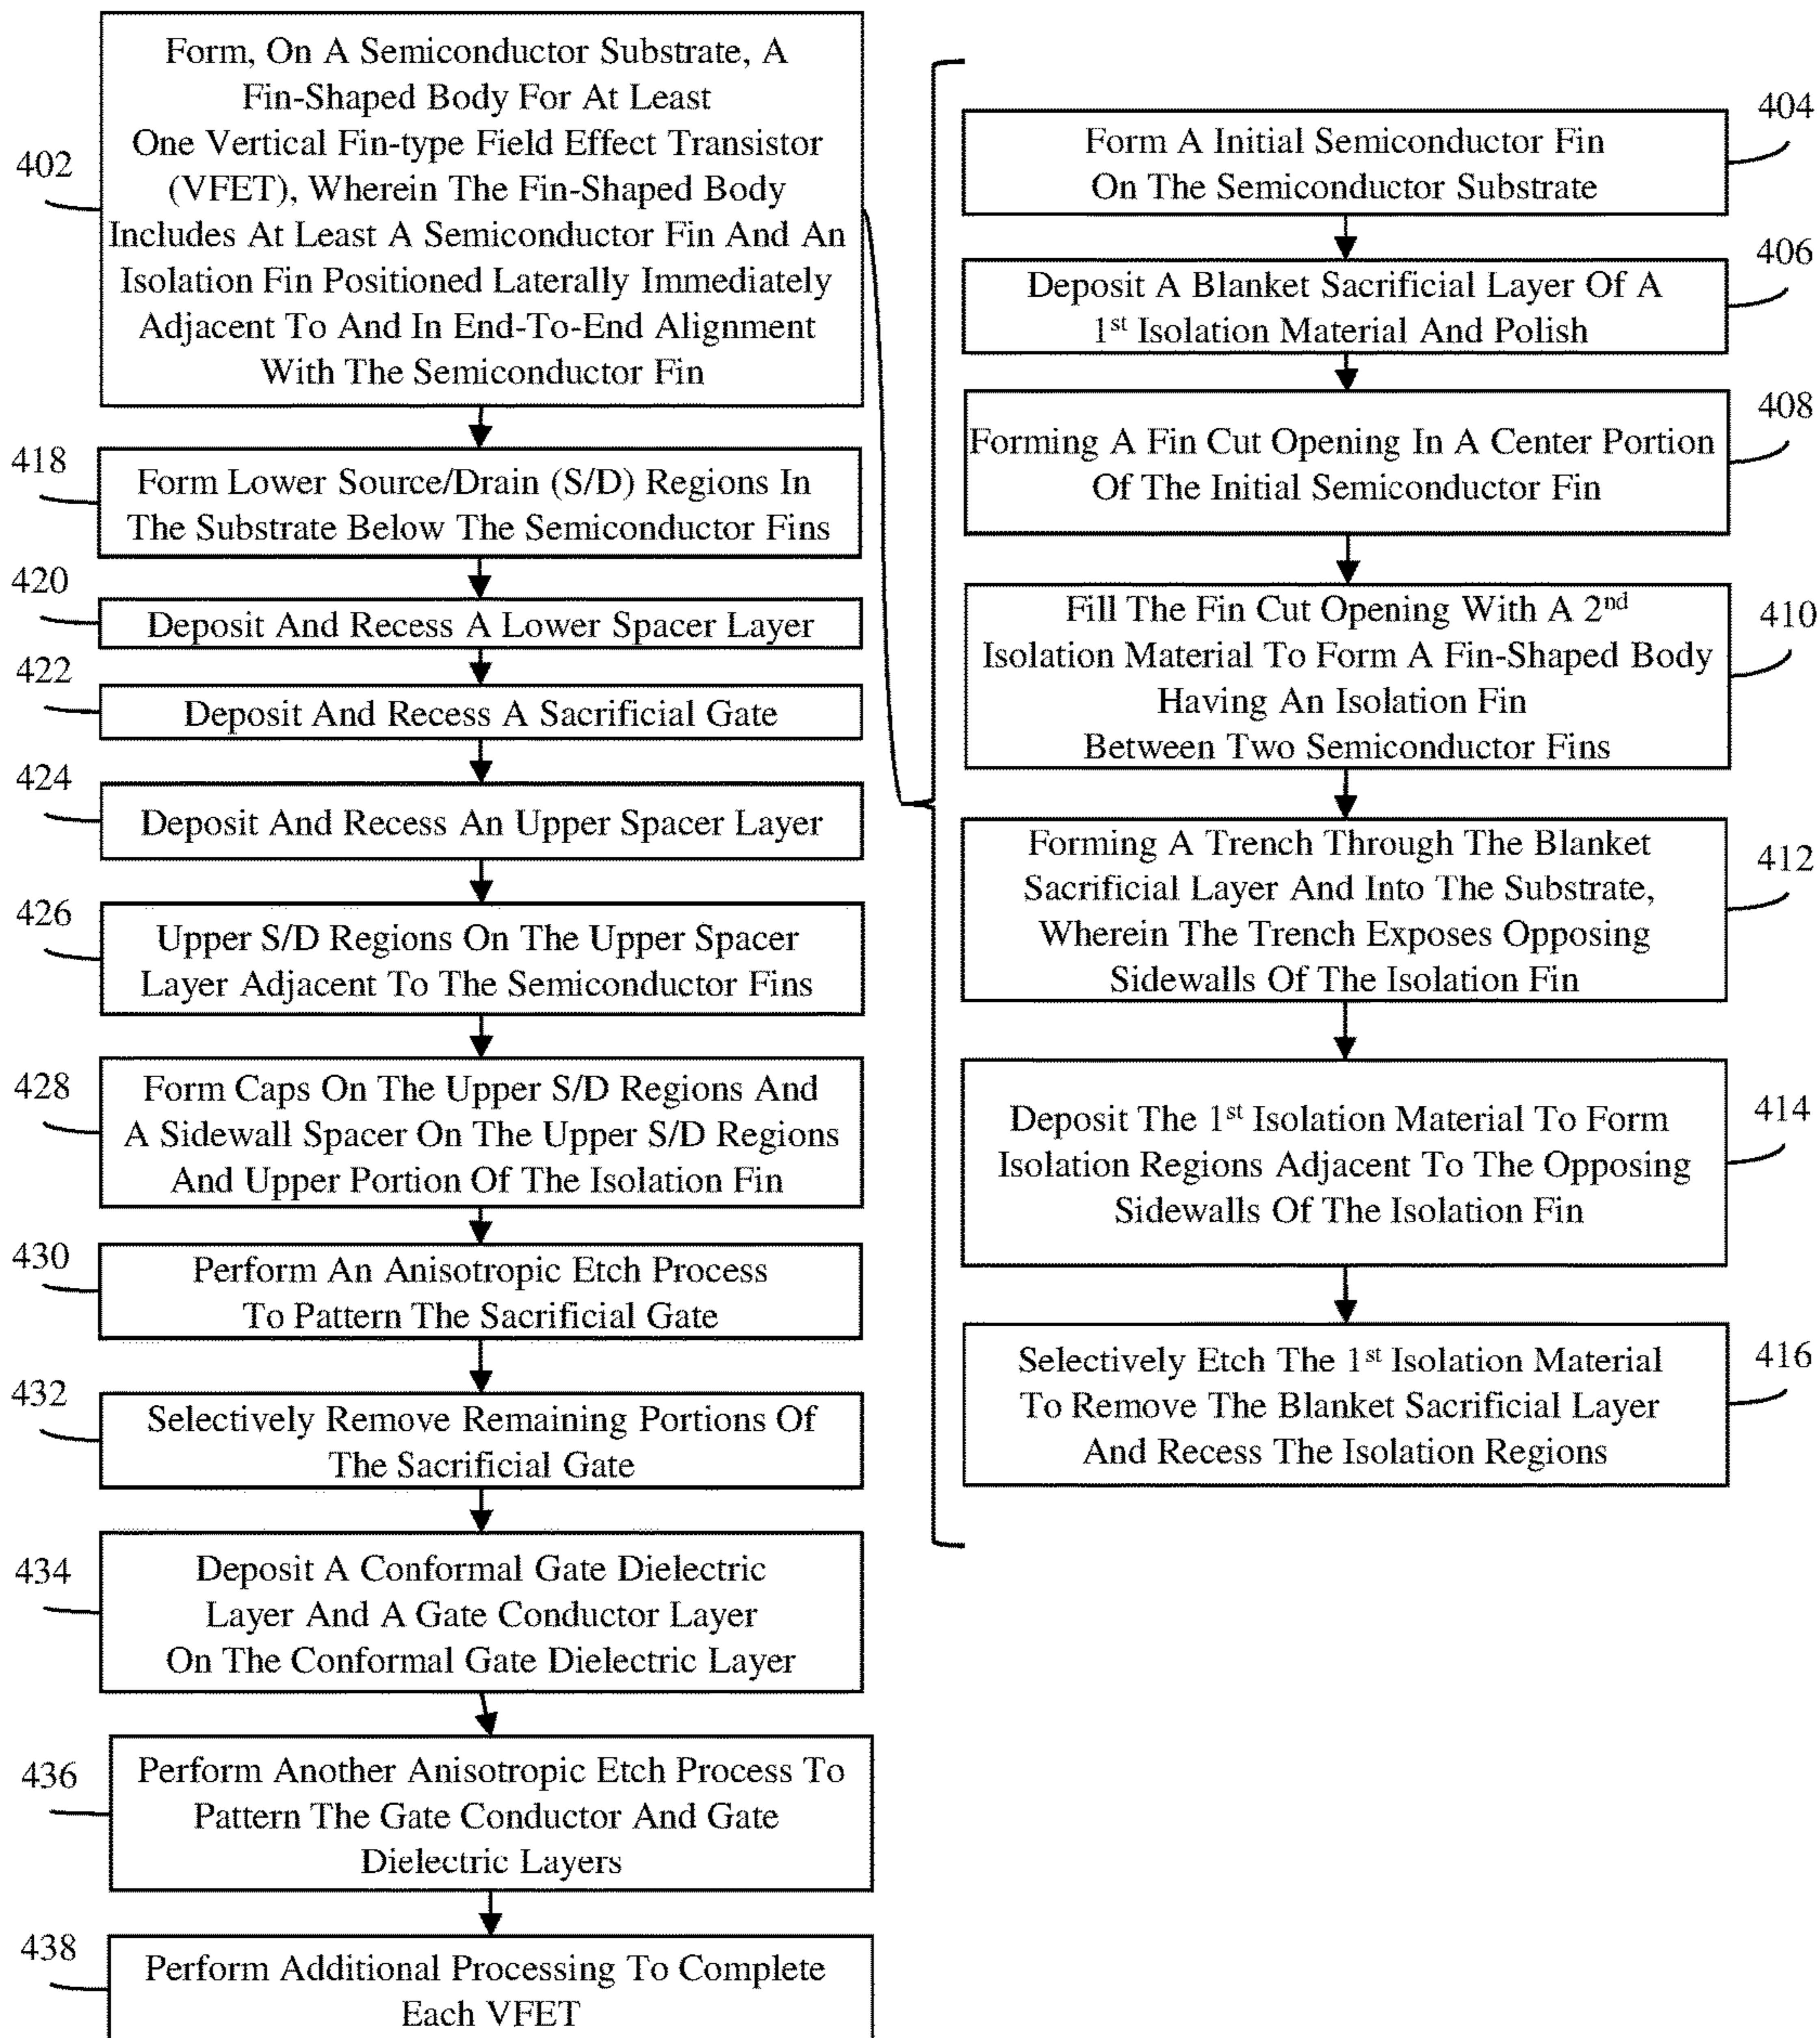 402
Form, On A Semiconductor Substrate, A
Fin-Shaped Body For At Least
One Vertical Fin-type Field Effect Transistor
(VFET), Wherein The Fin-Shaped Body
Includes At Least A Semiconductor Fin And An
Isolation Fin Positioned Laterally Immediately
Adjacent To And In End-To-End Alignment
With The Semiconductor Fin
418
Form Lower Source/Drain (S/D) Regions In
The Substrate Below The Semiconductor Fins
420
Deposit And Recess A Lower Spacer Layer
422
Deposit And Recess A Sacrificial Gate
424
Deposit And Recess An Upper Spacer Layer
426
Upper S/D Regions On The Upper Spacer
Layer Adjacent To The Semiconductor Fins
428
Form Caps On The Upper S/D Regions And
A Sidewall Spacer On The Upper S/D Regions
And Upper Portion Of The Isolation Fin
430
Perform An Anisotropic Etch Process
To Pattern The Sacrificial Gate
432
Selectively Remove Remaining Portions Of
The Sacrificial Gate
434
Deposit A Conformal Gate Dielectric
Layer And A Gate Conductor Layer
On The Conformal Gate Dielectric Layer
436
Perform Another Anisotropic Etch Process To
Pattern The Gate Conductor And Gate
Dielectric Layers
438
Perform Additional Processing To Complete
Each VFET
404
Form A Initial Semiconductor Fin
On The Semiconductor Substrate
406
Deposit A Blanket Sacrificial Layer Of A
1st Isolation Material And Polish
408
Forming A Fin Cut Opening In A Center Portion
Of The Initial Semiconductor Fin
410
Fill The Fin Cut Opening With A 2nd
Isolation Material To Form A Fin-Shaped Body
Having An Isolation Fin
Between Two Semiconductor Fins
412
Forming A Trench Through The Blanket
Sacrificial Layer And Into The Substrate,
Wherein The Trench Exposes Opposing
Sidewalls Of The Isolation Fin
414
Deposit The 1st Isolation Material To Form
Isolation Regions Adjacent To The Opposing
Sidewalls Of The Isolation Fin
416
Selectively Etch The 1st Isolation Material
To Remove The Blanket Sacrificial Layer
And Recess The Isolation Regions